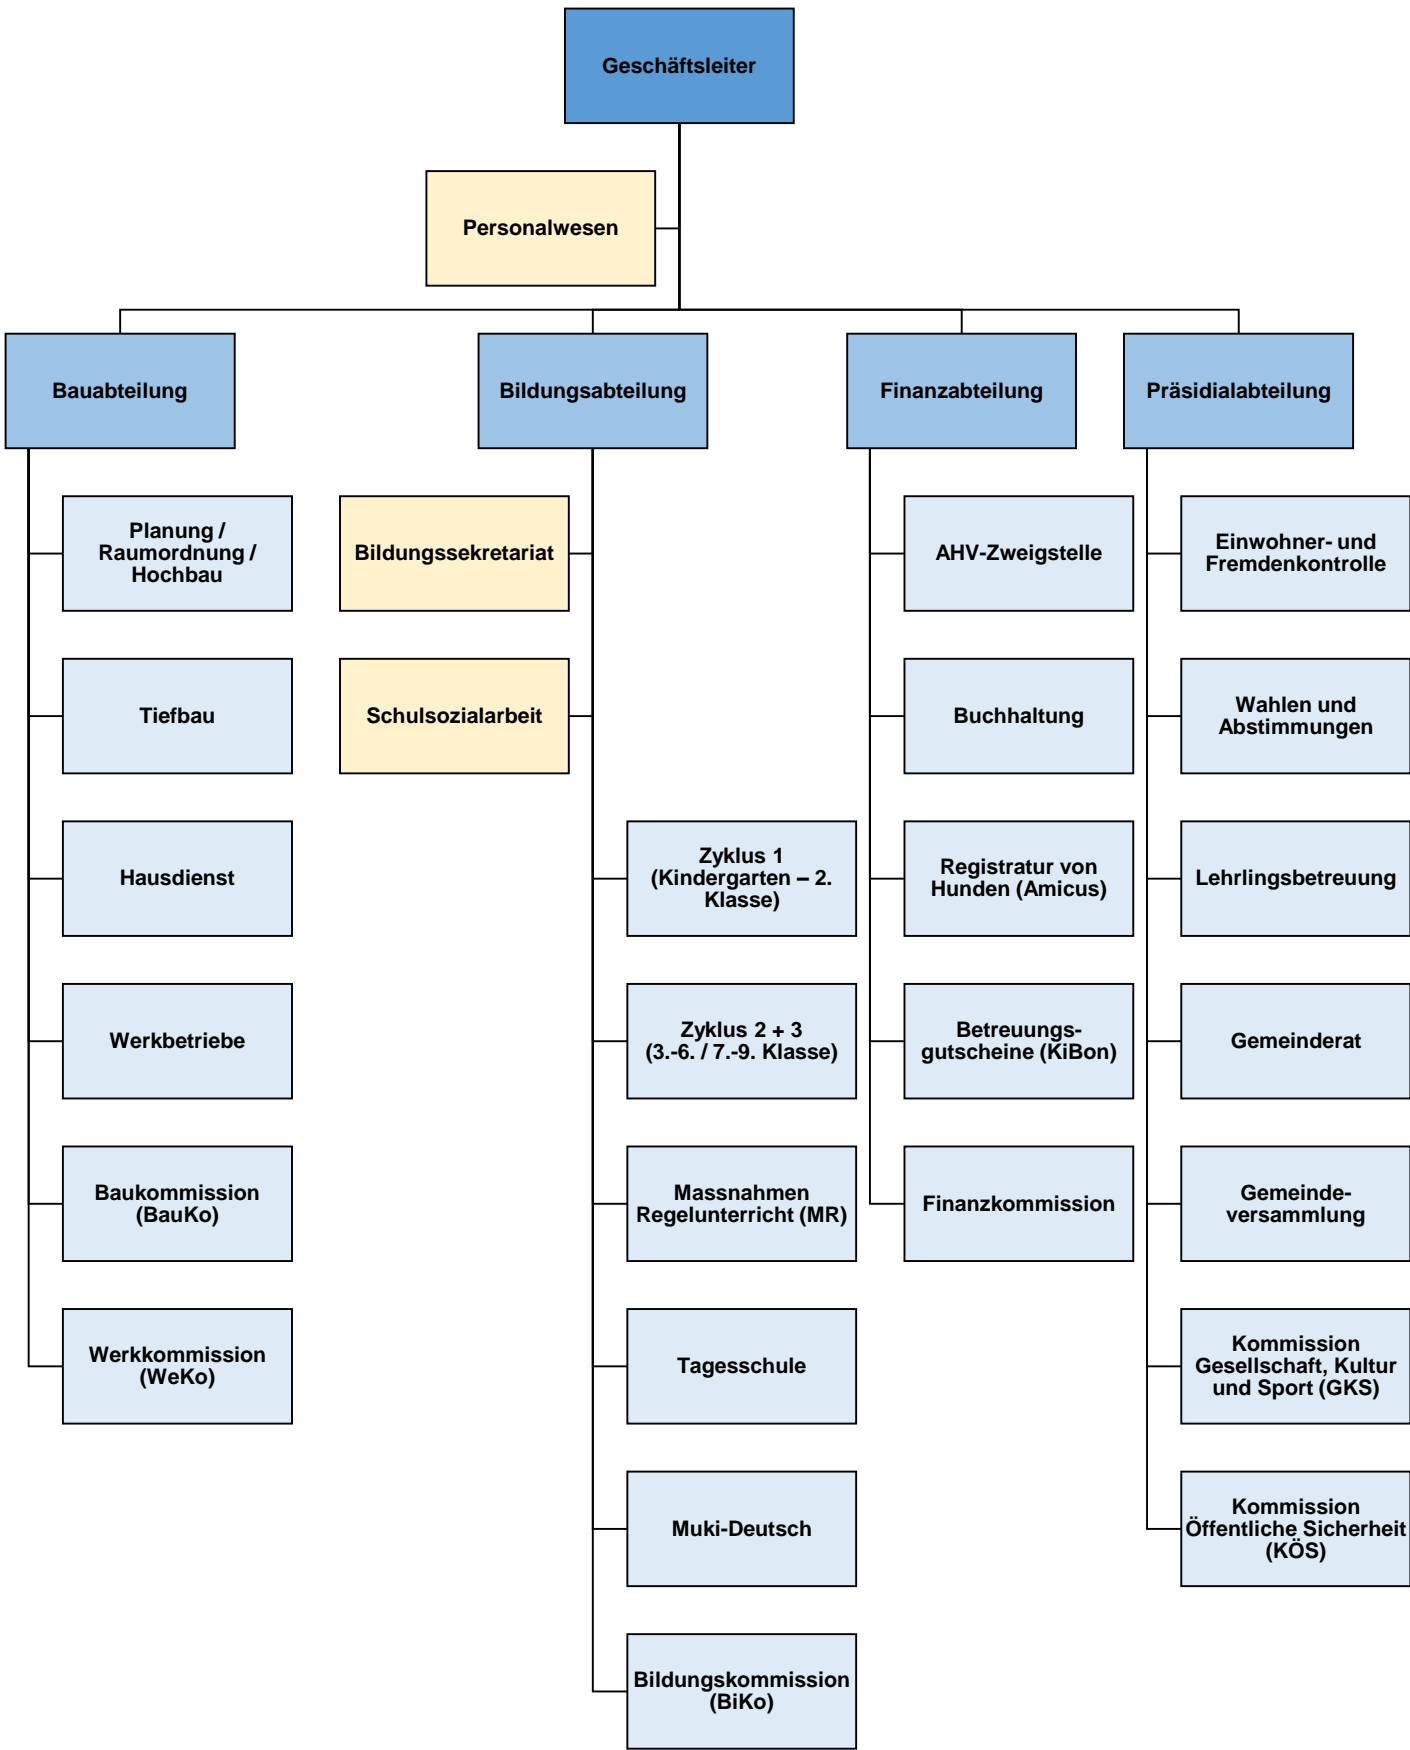 Geschäftsleiter
Personalwesen
Bauabteilung
Bildungsabteilung
Finanzabteilung
Präsidialabteilung
Planung /
Raumordnung /
Hochbau
Tiefbau
Hausdienst
Werkbetriebe
Baukommission
(BauKo)
Werkkommission
(WeKo)
Bildungssekretariat
Schulsozialarbeit
Zyklus 1
(Kindergarten – 2.
Klasse)
Zyklus 2 + 3
(3.-6. / 7.-9. Klasse)
Massnahmen
Regelunterricht (MR)
Tagesschule
Muki-Deutsch
Bildungskommission
(BiKo)
AHV-Zweigstelle
Buchhaltung
Registratur von
Hunden (Amicus)
Betreuungs-
gutscheine (KiBon)
Finanzkommission
Einwohner- und
Fremdenkontrolle
Wahlen und
Abstimmungen
Lehrlingsbetreuung
Gemeinderat
Gemeinde-
versammlung
Kommission
Gesellschaft, Kultur
und Sport (GKS)
Kommission
Öffentliche Sicherheit
(KÖS)